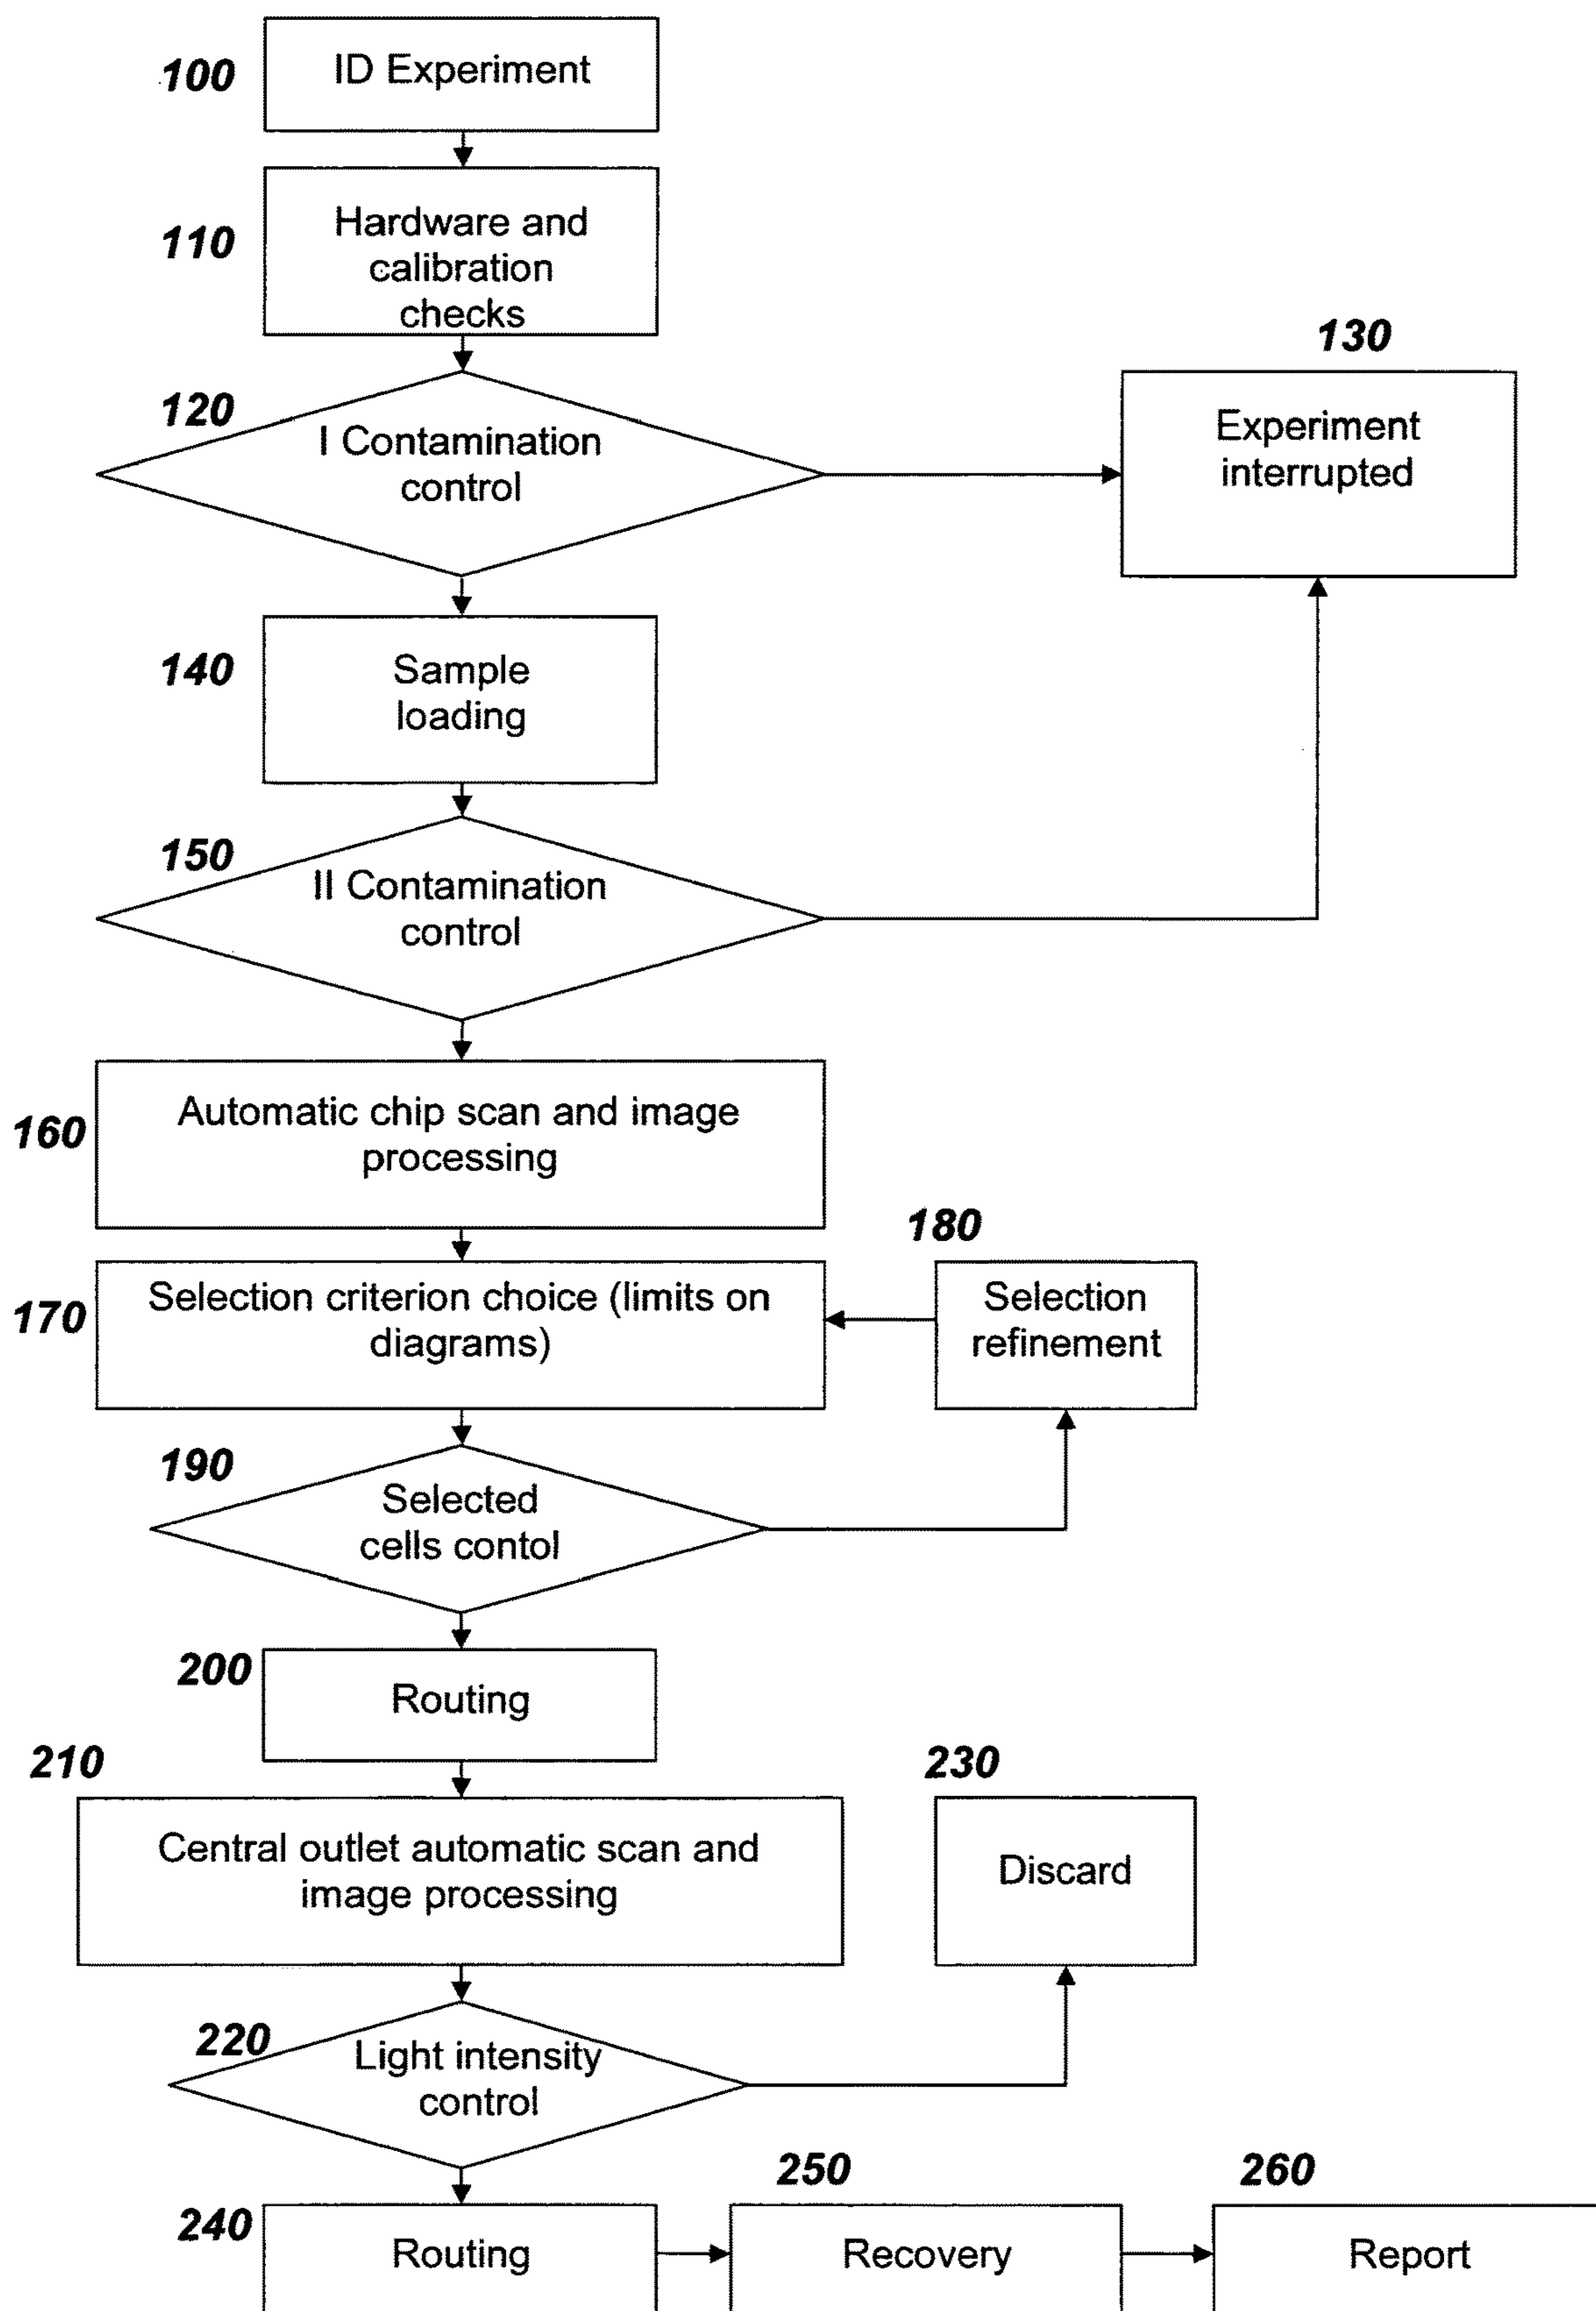 100
ID Experiment
110
Hardware and
calibration
checks
130
120
I Contamination
control
Experiment
interrupted
140
Sample
loading
150
II Contamination
control
160
Automatic chip scan and image
processing
180
170
Selection criterion choice (limits on
diagrams)
Selection
refinement
190
Selected
cells contol
200
Routing
210
230
Central outlet automatic scan and
image processing
Discard
220
Light intensity
control
250
260
240
Routing
Recovery
Report